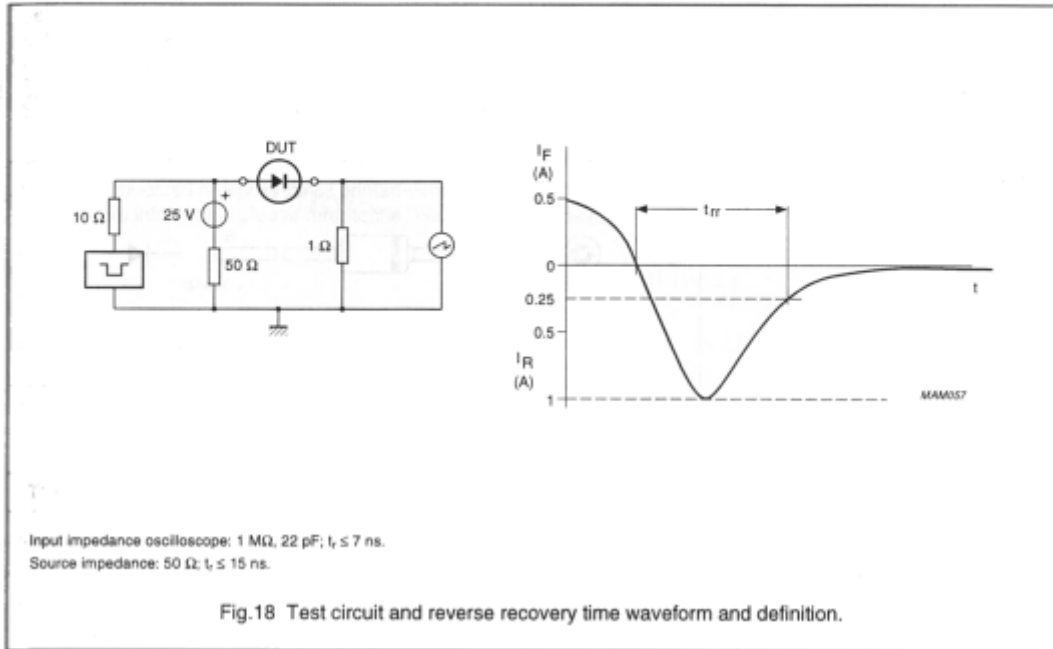 DUT
+
10 Ω
25 V
50 Ω
1 Ω
I_F
(A)
0.5
t_rr
0
t
0.25
0.5
I_R
(A)
1
MAM057
Input impedance oscilloscope: 1 MΩ, 22 pF; t_r ≤ 7 ns.
Source impedance: 50 Ω; t_r ≤ 15 ns.
Fig.18 Test circuit and reverse recovery time waveform and definition.